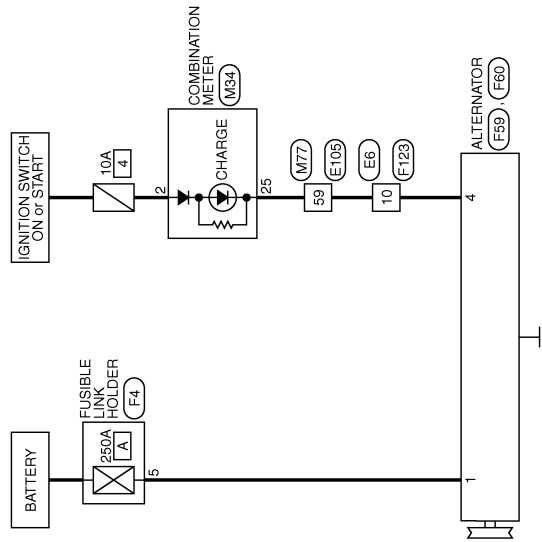 IGNITION SWITCH
ON or START
10A
4
2
COMBINATION
METER
M34
CHARGE
25
M77
59
E105
E6
10
F123
ALTERNATOR
F59 , F60
4
BATTERY
FUSIBLE
LINK
HOLDER
F4
250A
A
5
1